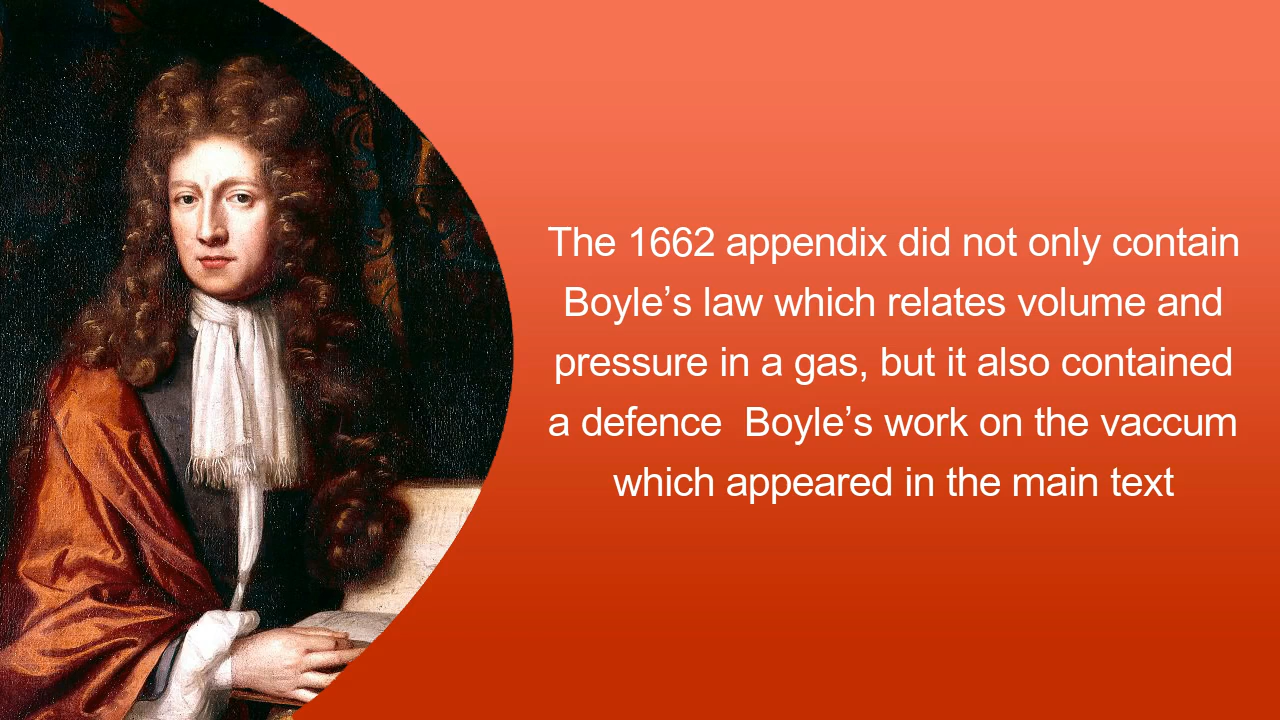 The 1662 appendix did not only contain
Boyle’s law which relates volume and
pressure in a gas, but it also contained
a defence  Boyle’s work on the vaccum
which appeared in the main text